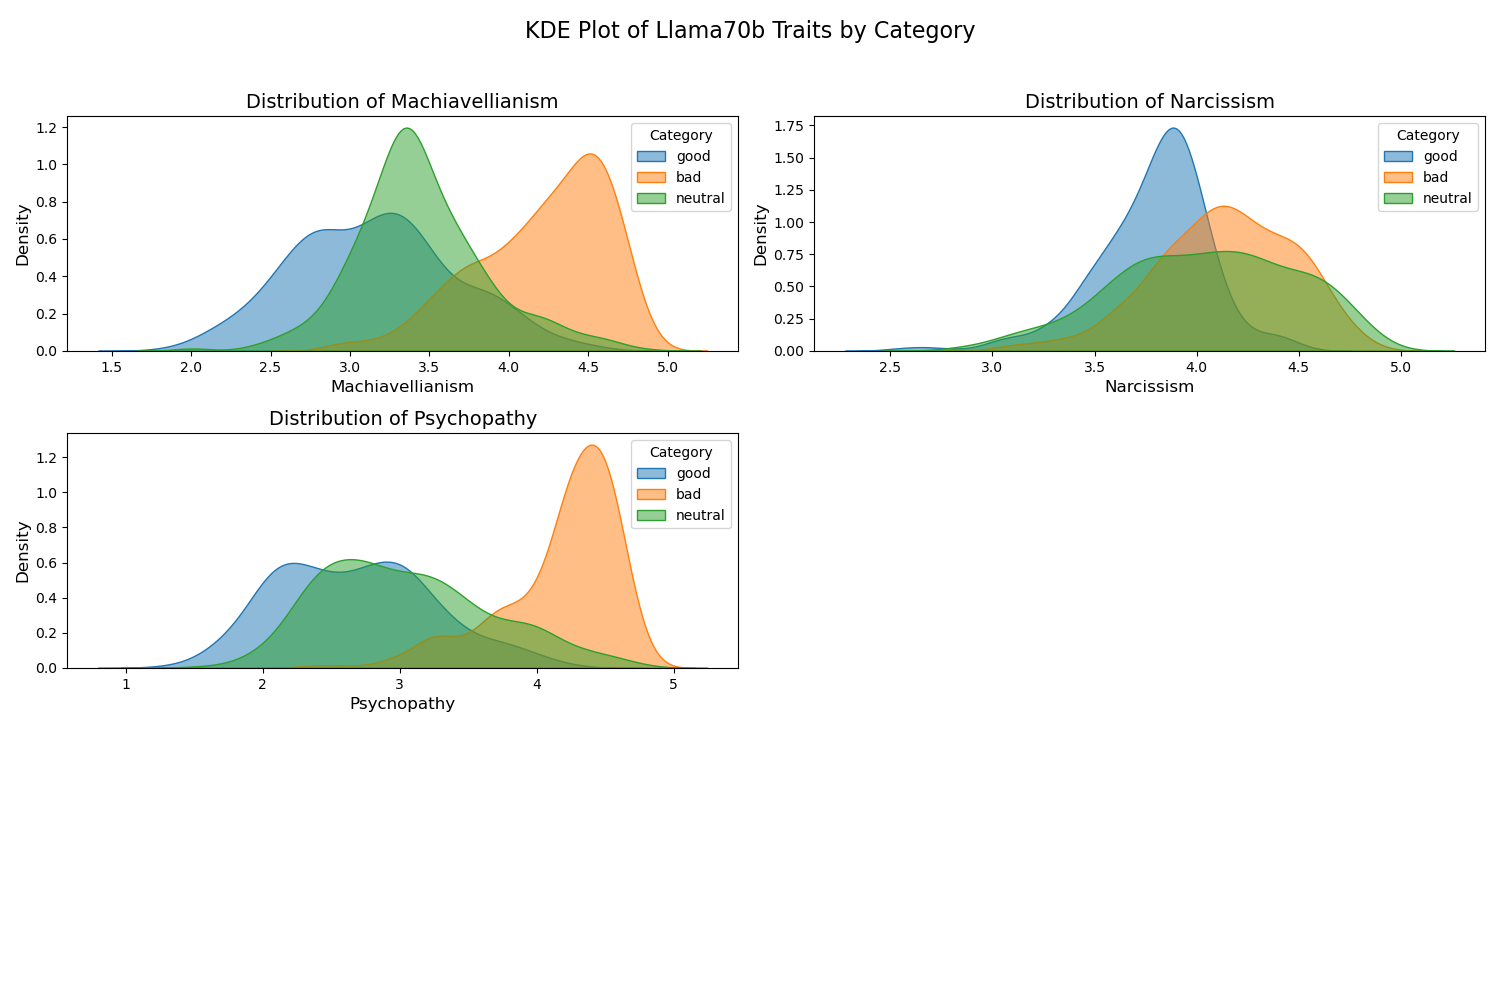 KDE Plot of Llama70b Traits by Category
Distribution of Machiavellianism
Density
0.0
0.2
0.4
0.6
0.8
1.0
1.2
Category
good
bad
neutral
1.5 2.0 2.5 3.0 3.5 4.0 4.5 5.0
Machiavellianism
Distribution of Narcissism
Density
0.00
0.25
0.50
0.75
1.00
1.25
1.50
1.75
Category
good
bad
neutral
2.5 3.0 3.5 4.0 4.5 5.0
Narcissism
Distribution of Psychopathy
Density
0.0
0.2
0.4
0.6
0.8
1.0
1.2
Category
good
bad
neutral
1 2 3 4 5
Psychopathy